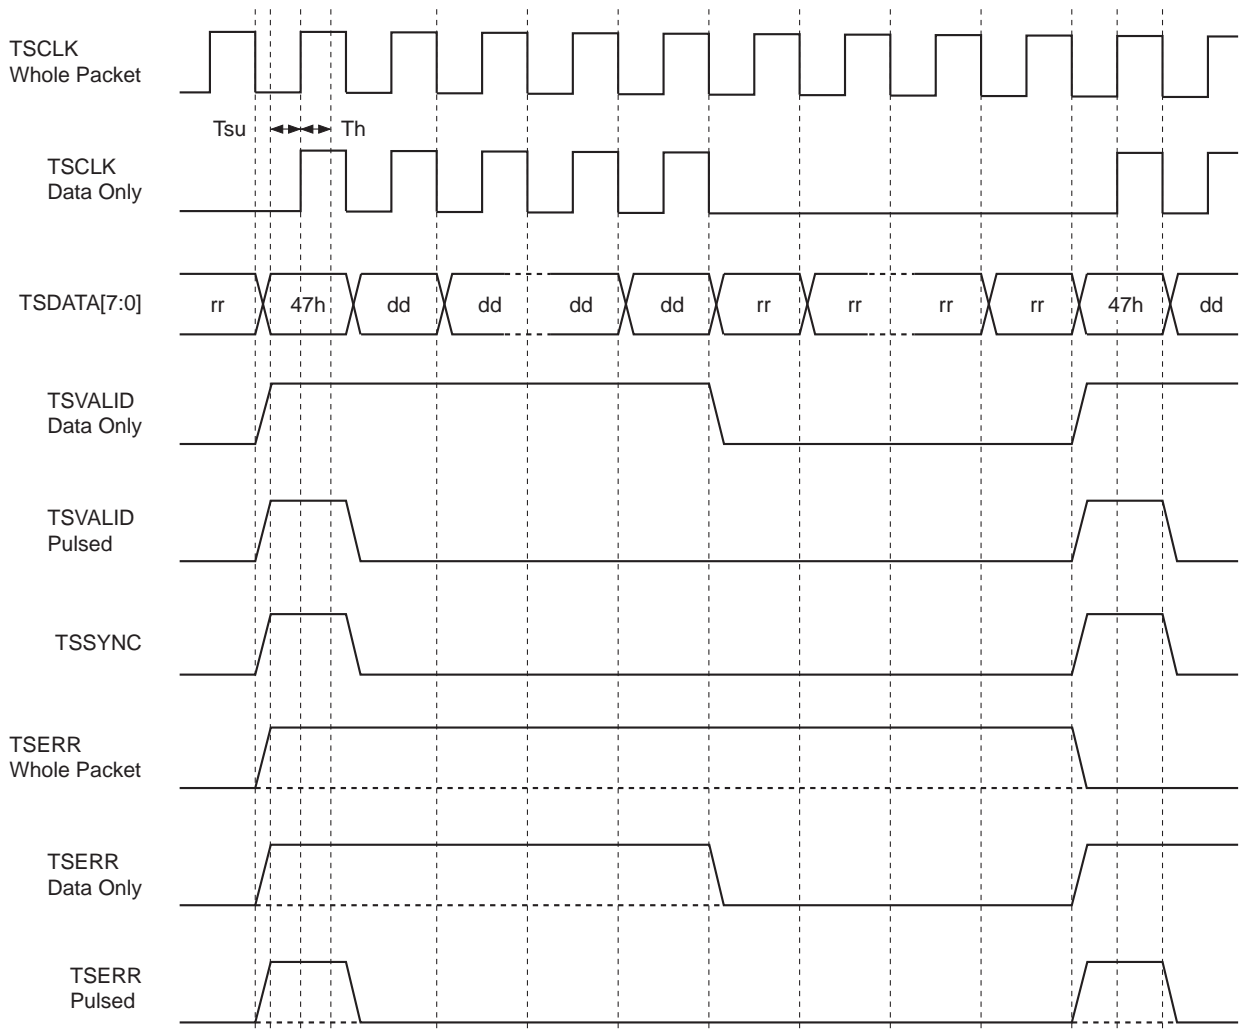 TSCLK
Whole Packet
Tsu Th
TSCLK
Data Only
TSDATA[7:0] rr 47h dd dd dd dd rr rr rr rr 47h dd
TSVALID
Data Only
TSVALID
Pulsed
TSSYNC
TSERR
Whole Packet
TSERR
Data Only
TSERR
Pulsed